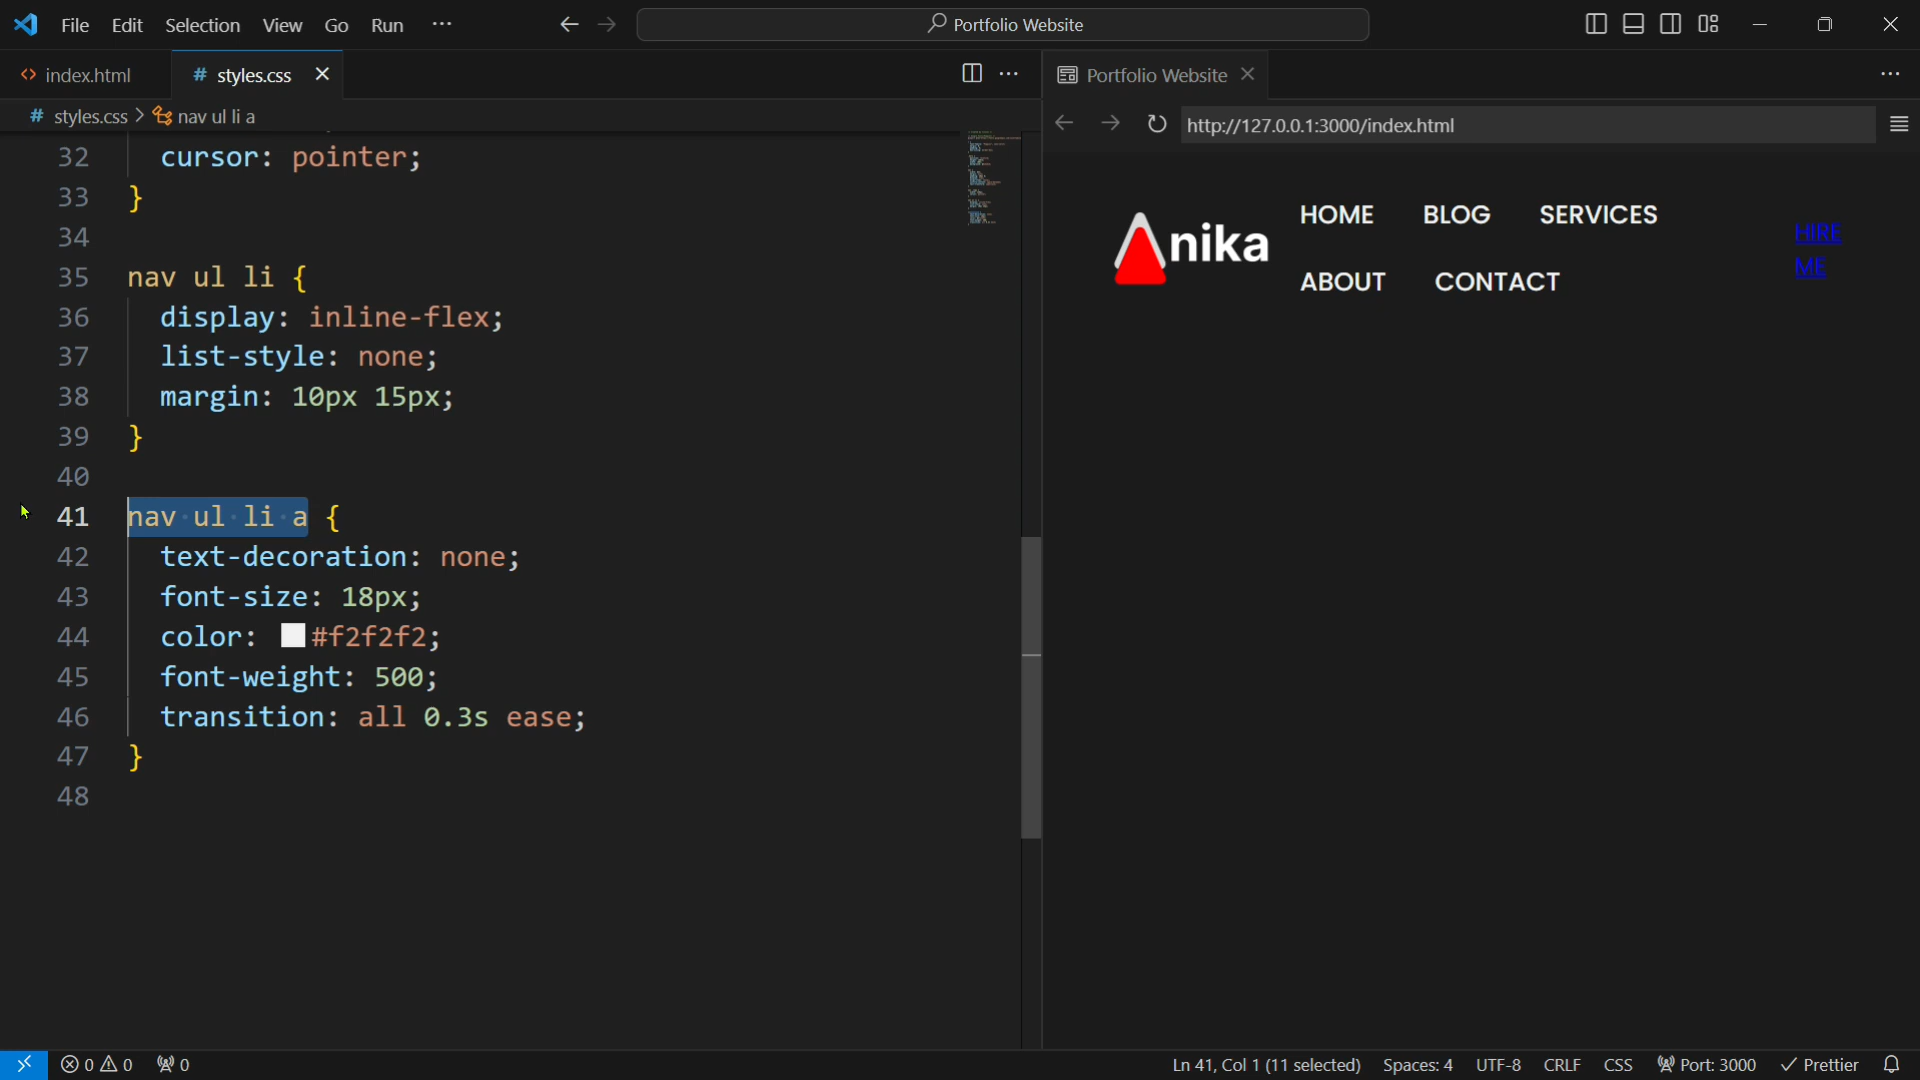 File Edit Selection View Go Run ··· Portfolio Website
index.html # styles.css Portfolio Website
# styles.css > nav ul li a
http://127.0.0.1:3000/index.html
32 cursor: pointer;
33 }
34
35 nav ul li {
36 display: inline-flex;
37 list-style: none;
38 margin: 10px 15px;
39 }
40
41 nav ul li a {
42 text-decoration: none;
43 font-size: 18px;
44 color: #f2f2f2;
45 font-weight: 500;
46 transition: all 0.3s ease;
47 }
48
nika
HOME BLOG SERVICES
ABOUT CONTACT
HIRE
ME
0 0 0 Ln 41, Col 1 (11 selected) Spaces: 4 UTF-8 CRLF CSS Port: 3000 Prettier